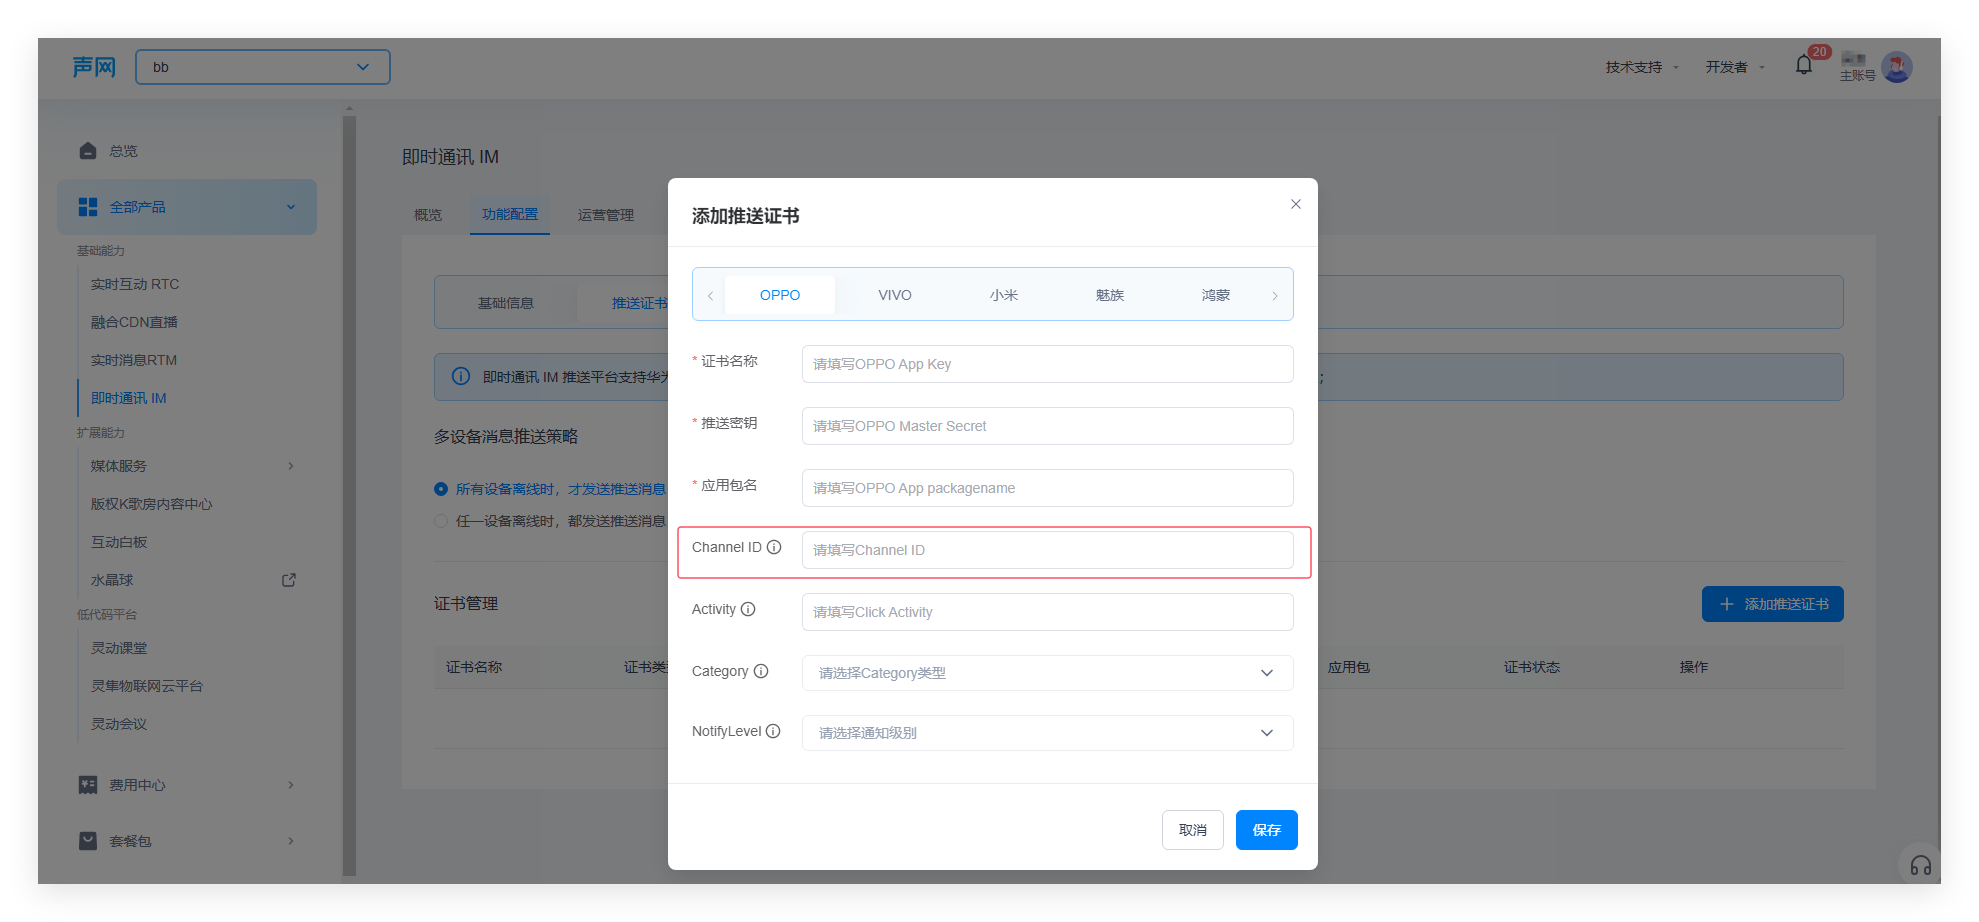 声网
bb
技术支持
开发者
20
主账号
总览
全部产品
基础能力
实时互动 RTC
融合CDN直播
实时消息RTM
即时通讯 IM
扩展能力
媒体服务
版权K歌房内容中心
互动白板
水晶球
低代码平台
灵动课堂
灵隼物联网云平台
灵动会议
费用中心
套餐包
即时通讯 IM
概览
功能配置
运营管理
基础信息
推送证书
即时通讯 IM 推送平台支持华为
；
多设备消息推送策略
所有设备离线时，才发送推送消息
任一设备离线时，都发送推送消息
证书管理
添加推送证书
证书名称
证书类
应用包
证书状态
操作
添加推送证书
OPPO
VIVO
小米
魅族
鸿蒙
* 证书名称
请填写OPPO App Key
* 推送密钥
请填写OPPO Master Secret
* 应用包名
请填写OPPO App packagename
Channel ID
请填写Channel ID
Activity
请填写Click Activity
Category
请选择Category类型
NotifyLevel
请选择通知级别
取消
保存